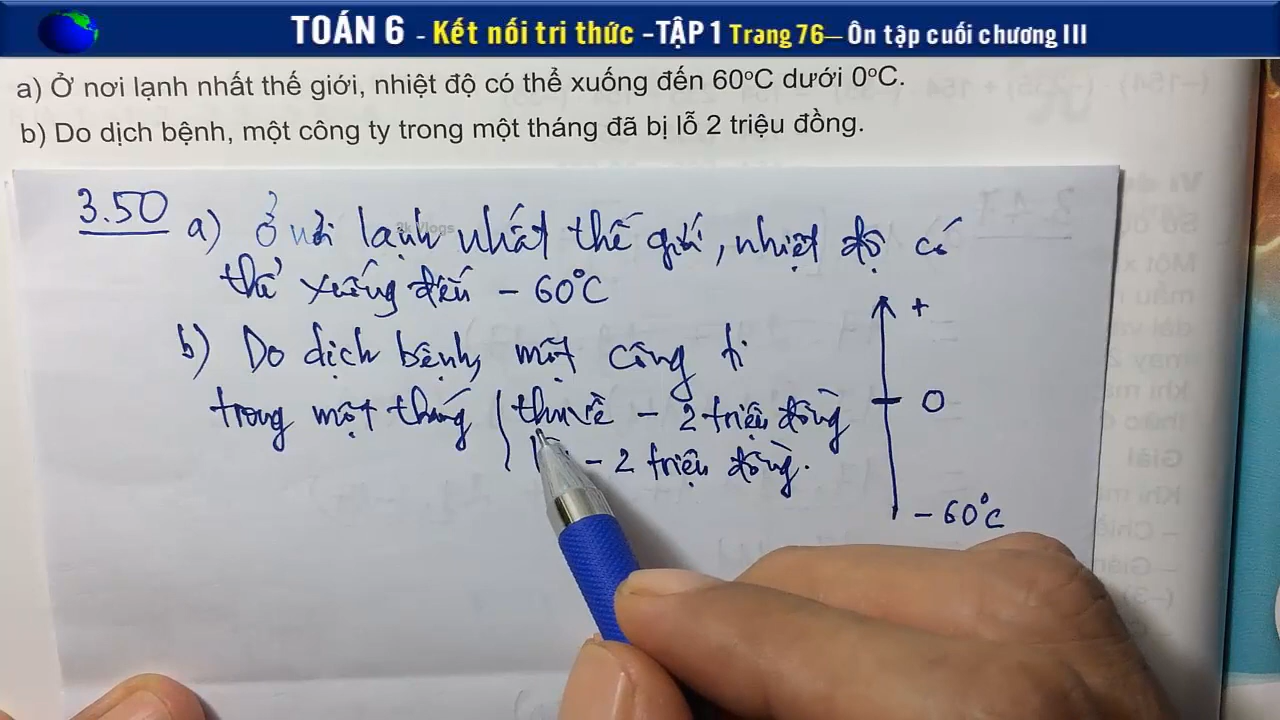 TOÁN 6 - Kết nối tri thức -TẬP 1 Trang 76– Ôn tập cuối chương III
a) Ở nơi lạnh nhất thế giới, nhiệt độ có thể xuống đến 60°C dưới 0°C.
b) Do dịch bệnh, một công ty trong một tháng đã bị lỗ 2 triệu đồng.
3.50 a) Ở nơi lạnh nhất thế giới, nhiệt độ có
thể xuống đến - 60°C
b) Do dịch bệnh, một công ti
trong một tháng thu về - 2 triệu đồng
- 2 triệu đồng.
+
0
- 60°C